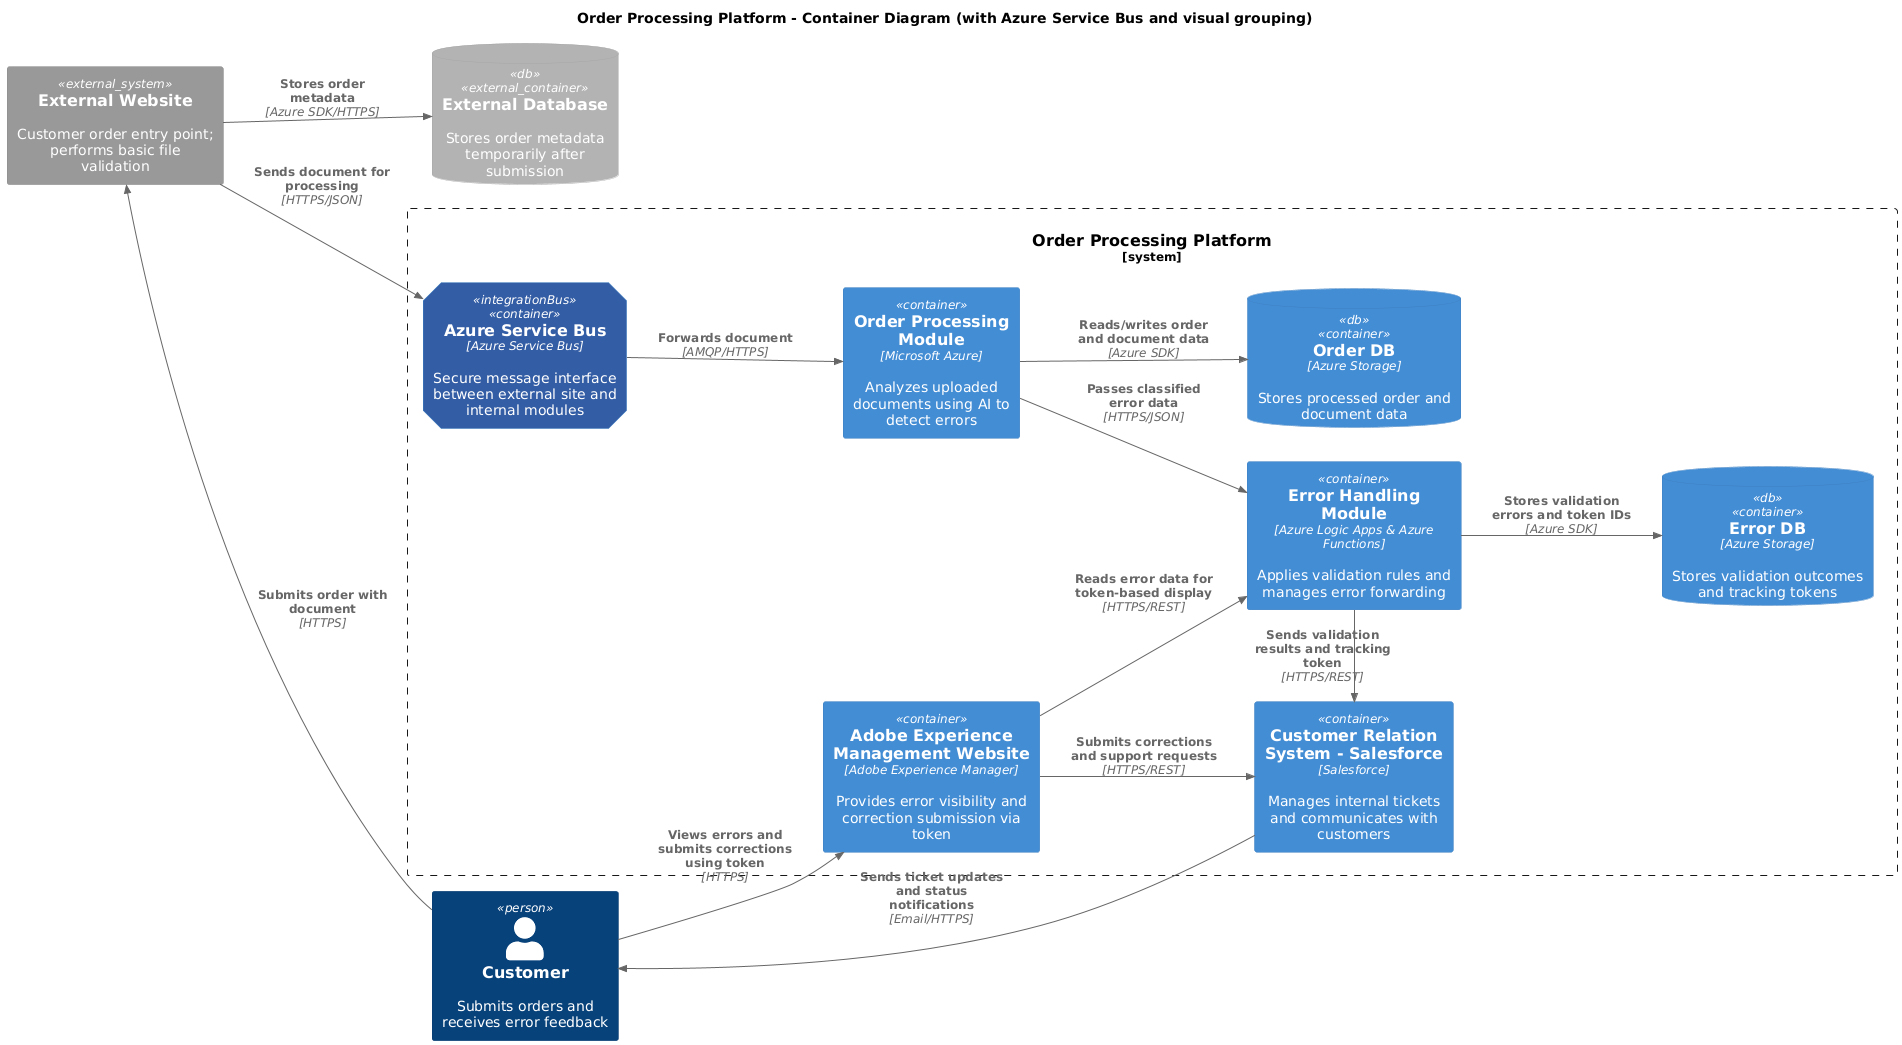 Order Processing Platform - Container Diagram (with Azure Service Bus and visual grouping)
«external_system»
External Website
Customer order entry point;
performs basic file
validation
Stores order
metadata
[Azure SDK/HTTPS]
«db»
«external_container»
External Database
Stores order metadata
temporarily after
submission
Sends document for
processing
[HTTPS/JSON]
Order Processing Platform
[system]
«integrationBus»
«container»
Azure Service Bus
[Azure Service Bus]
Secure message interface
between external site and
internal modules
Forwards document
[AMQP/HTTPS]
«container»
Order Processing
Module
[Microsoft Azure]
Analyzes uploaded
documents using AI to
detect errors
Reads/writes order
and document data
[Azure SDK]
«db»
«container»
Order DB
[Azure Storage]
Stores processed order and
document data
Passes classified
error data
[HTTPS/JSON]
«container»
Error Handling
Module
[Azure Logic Apps & Azure
Functions]
Applies validation rules and
manages error forwarding
Stores validation
errors and token IDs
[Azure SDK]
«db»
«container»
Error DB
[Azure Storage]
Stores validation outcomes
and tracking tokens
Submits order with
document
[HTTPS]
Reads error data for
token-based display
[HTTPS/REST]
Sends validation
results and tracking
token
[HTTPS/REST]
«container»
Adobe Experience
Management Website
[Adobe Experience Manager]
Provides error visibility and
correction submission via
token
Submits corrections
and support requests
[HTTPS/REST]
«container»
Customer Relation
System - Salesforce
[Salesforce]
Manages internal tickets
and communicates with
customers
Views errors and
submits corrections
using token
[HTTPS]
Sends ticket updates
and status
notifications
[Email/HTTPS]
«person»
Customer
Submits orders and
receives error feedback